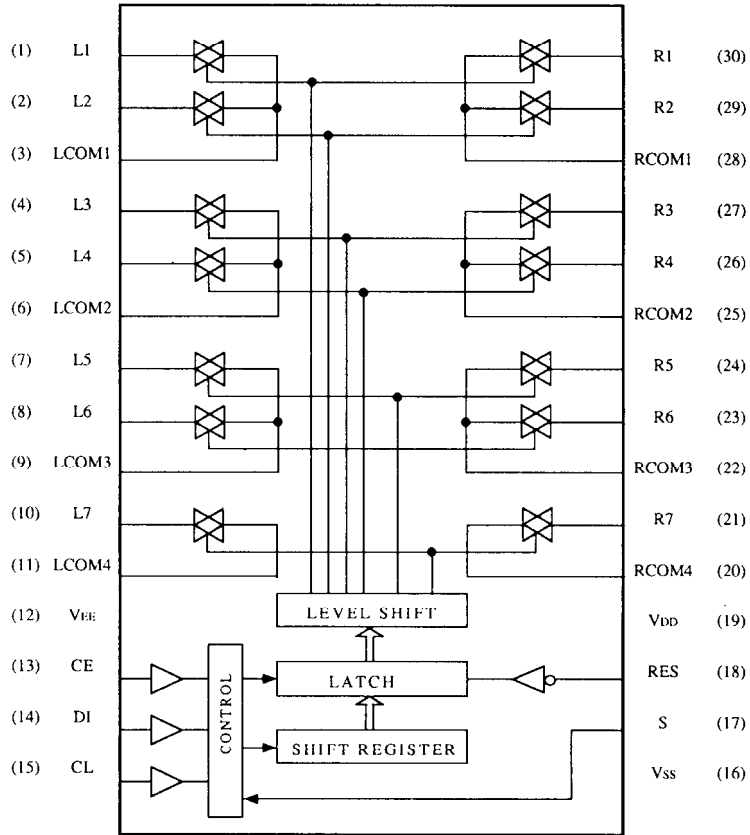 (1) L1 R1 (30)
(2) L2 R2 (29)
(3) LCOM1 RCOM1 (28)
(4) L3 R3 (27)
(5) L4 R4 (26)
(6) LCOM2 RCOM2 (25)
(7) L5 R5 (24)
(8) L6 R6 (23)
(9) LCOM3 RCOM3 (22)
(10) L7 R7 (21)
(11) LCOM4 RCOM4 (20)
(12) VEE LEVEL SHIFT VDD (19)
(13) CE LATCH RES (18)
(14) DI CONTROL SHIFT REGISTER S (17)
(15) CL Vss (16)